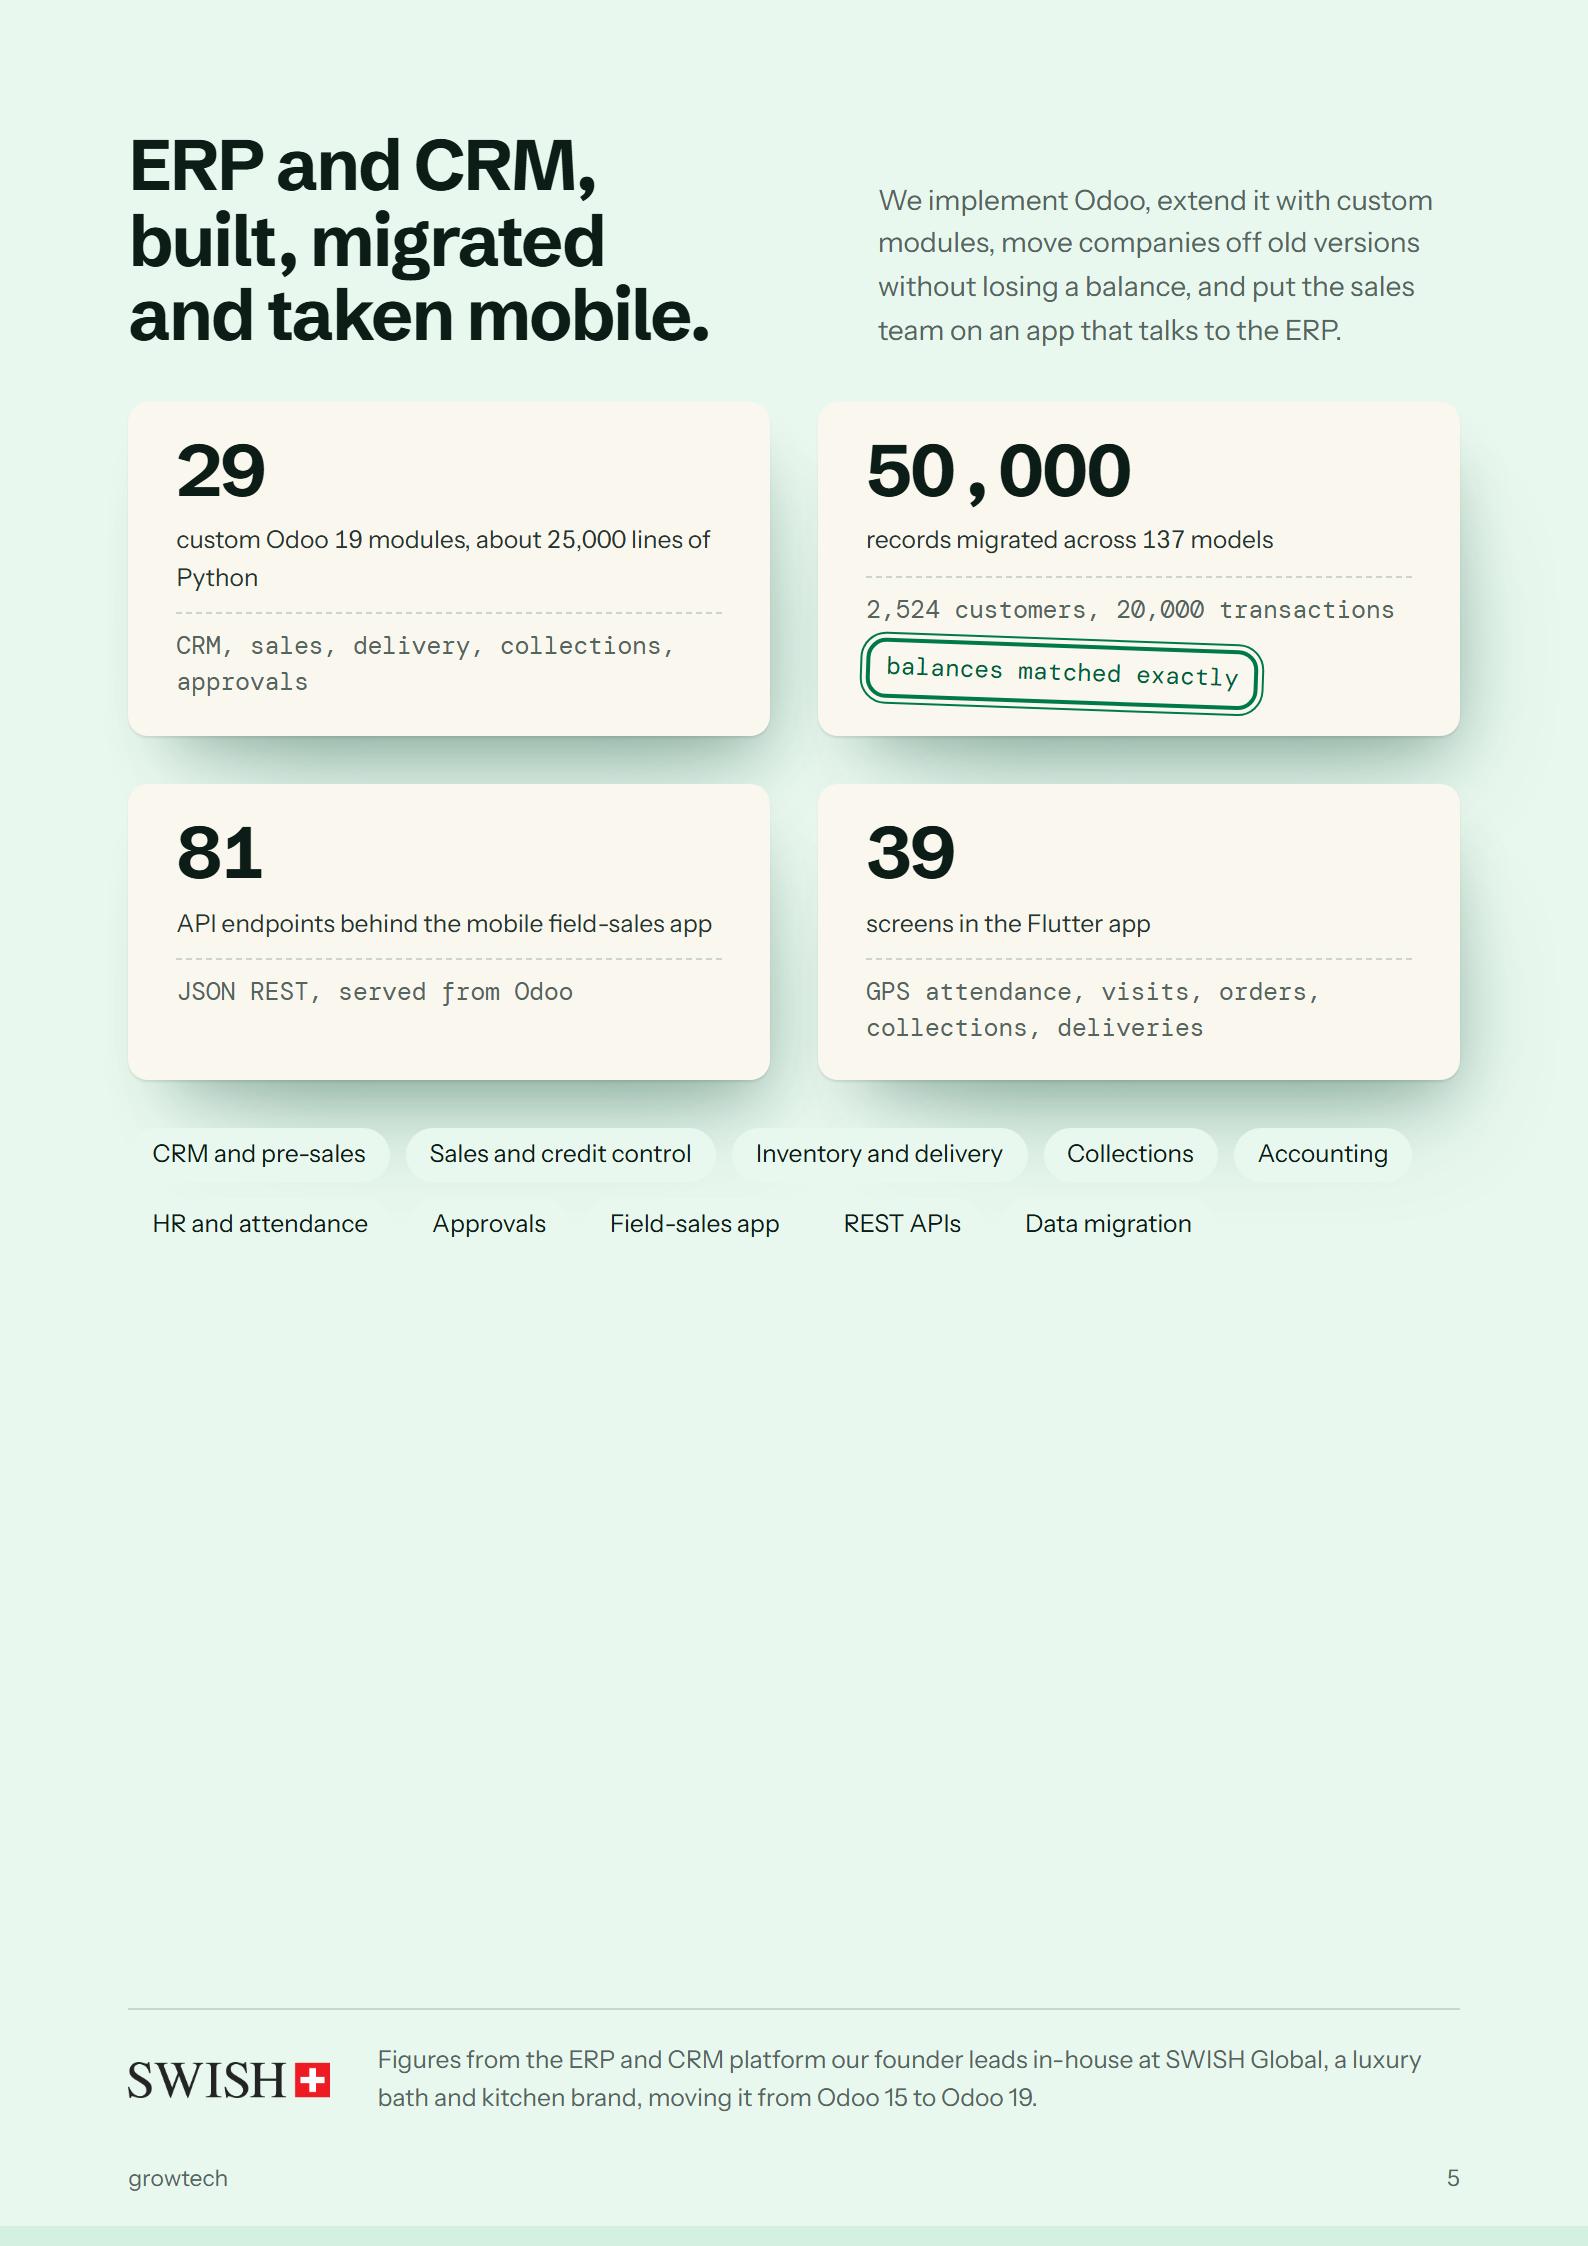 ERP and CRM,
built, migrated
and taken mobile.
We implement Odoo, extend it with custom
modules, move companies off old versions
without losing a balance, and put the sales
team on an app that talks to the ERP.
29
custom Odoo 19 modules, about 25,000 lines of
Python
CRM, sales, delivery, collections,
approvals
50,000
records migrated across 137 models
2,524 customers, 20,000 transactions
balances matched exactly
81
API endpoints behind the mobile field-sales app
JSON REST, served from Odoo
39
screens in the Flutter app
GPS attendance, visits, orders,
collections, deliveries
CRM and pre-sales Sales and credit control Inventory and delivery Collections Accounting
HR and attendance Approvals Field-sales app REST APIs Data migration
SWISH
Figures from the ERP and CRM platform our founder leads in-house at SWISH Global, a luxury
bath and kitchen brand, moving it from Odoo 15 to Odoo 19.
growtech 5